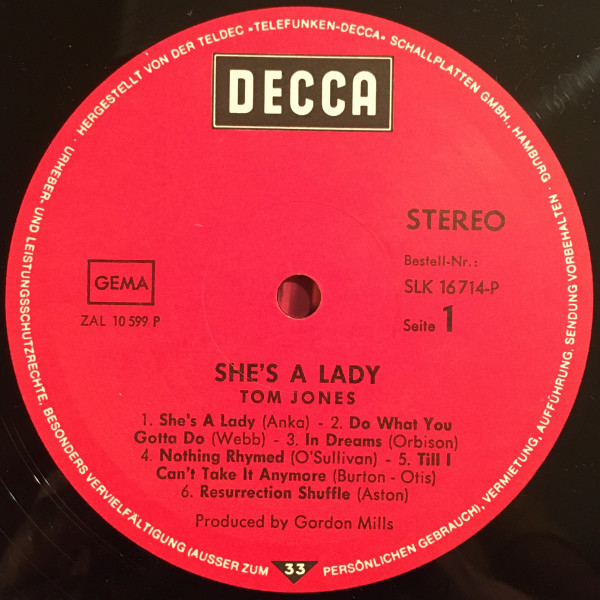 · HERGESTELLT VON DER TELDEC »TELEFUNKEN-DECCA« SCHALLPLATTEN GMBH., HAMBURG · URHEBER- UND LEISTUNGSSCHUTZRECHTE, BESONDERS VERVIELFÄLTIGUNG (AUSSER ZUM PERSÖNLICHEN GEBRAUCH), VERMIETUNG, AUFFÜHRUNG, SENDUNG VORBEHALTEN
DECCA
STEREO
Bestell-Nr.:
SLK 16 714-P
Seite 1
GEMA
ZAL 10 599 P
SHE'S A LADY
TOM JONES
1. She's A Lady (Anka) - 2. Do What You
Gotta Do (Webb) - 3. In Dreams (Orbison)
4. Nothing Rhymed (O'Sullivan) - 5. Till I
Can't Take It Anymore (Burton - Otis)
6. Resurrection Shuffle (Aston)
Produced by Gordon Mills
33